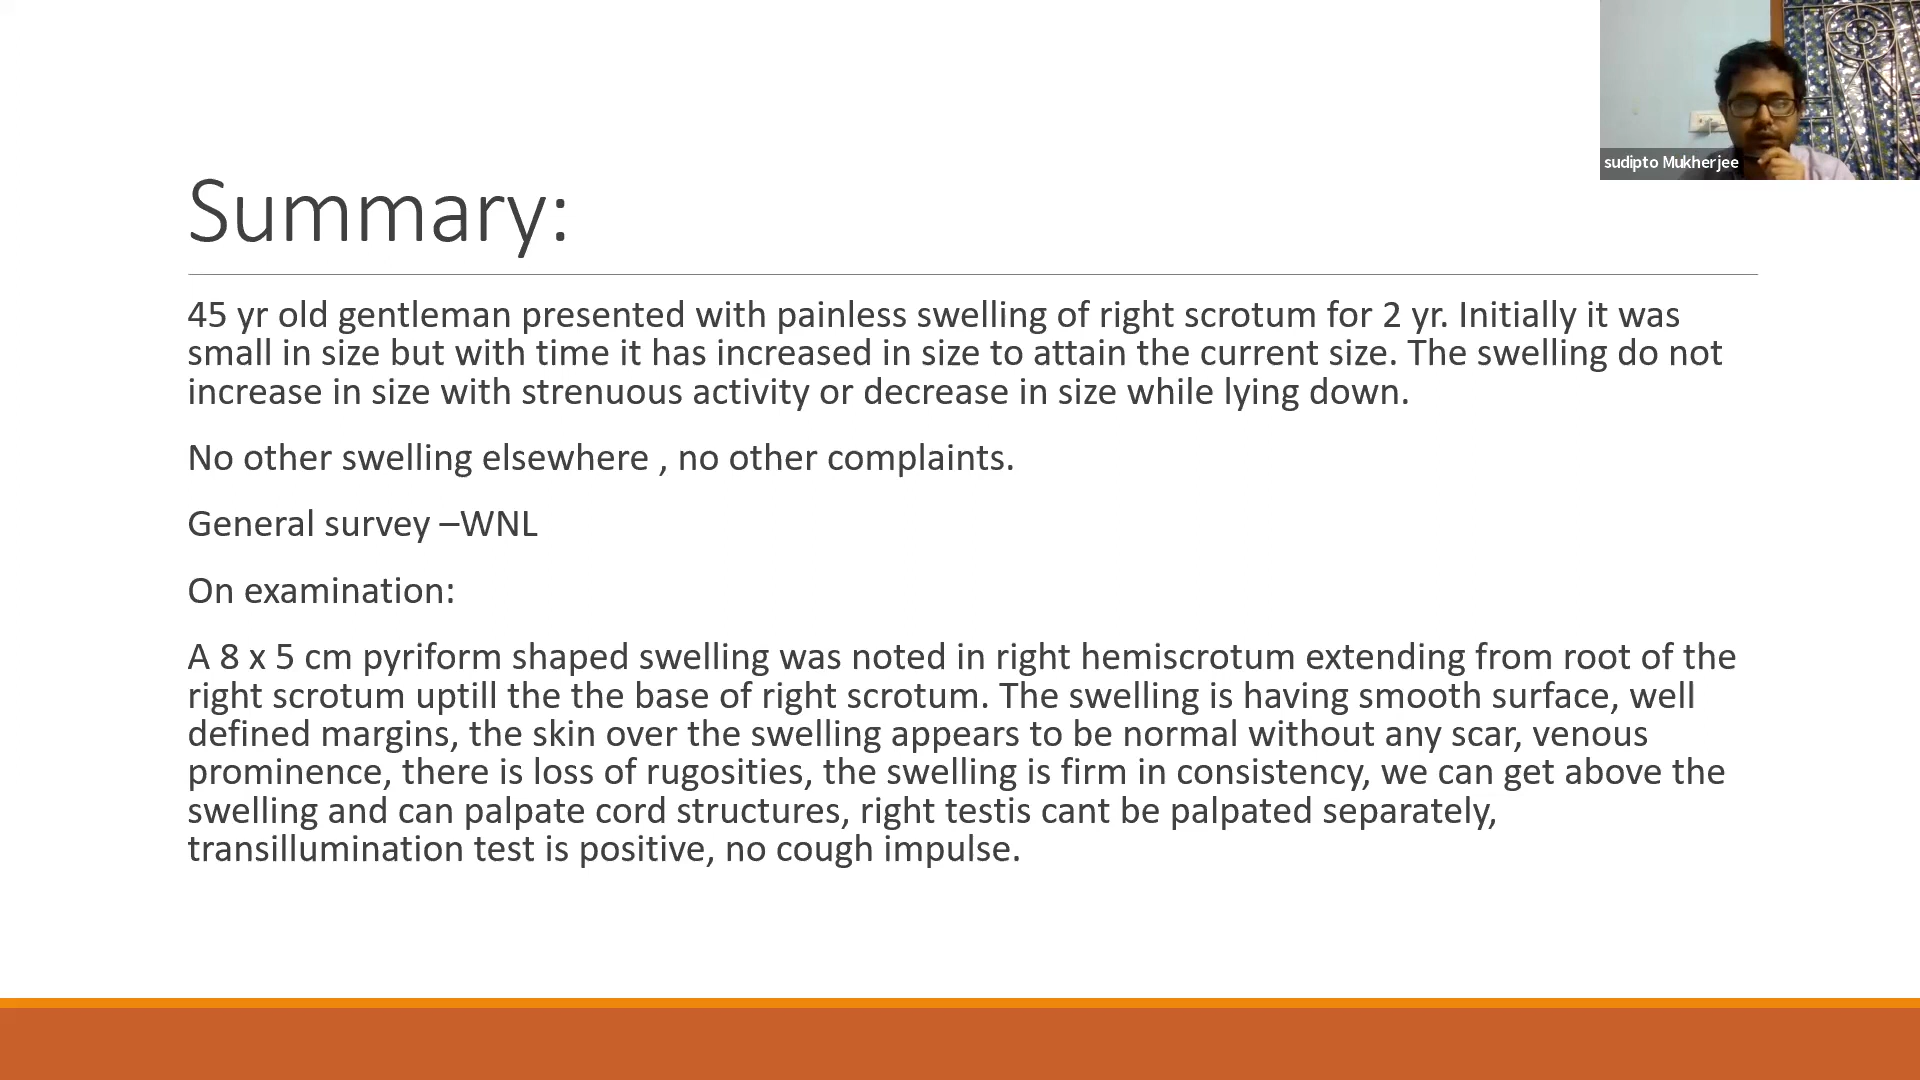 sudipto Mukherjee
Summary:
45 yr old gentleman presented with painless swelling of right scrotum for 2 yr. Initially it was
small in size but with time it has increased in size to attain the current size. The swelling do not
increase in size with strenuous activity or decrease in size while lying down.
No other swelling elsewhere , no other complaints.
General survey –WNL
On examination:
A 8 x 5 cm pyriform shaped swelling was noted in right hemiscrotum extending from root of the
right scrotum uptill the the base of right scrotum. The swelling is having smooth surface, well
defined margins, the skin over the swelling appears to be normal without any scar, venous
prominence, there is loss of rugosities, the swelling is firm in consistency, we can get above the
swelling and can palpate cord structures, right testis cant be palpated separately,
transillumination test is positive, no cough impulse.